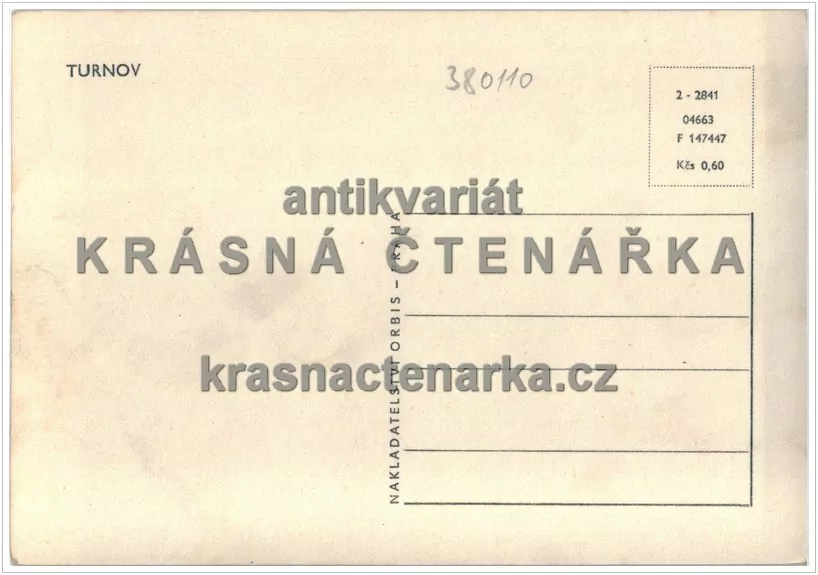 TURNOV
380110
2 - 2841
04663
F 147447
Kčs 0,60
antikvariát
KRÁSNÁ ČTENÁŘKA
NAKLADATELSTVÍ ORBIS – PRAHA
krasnactenarka.cz